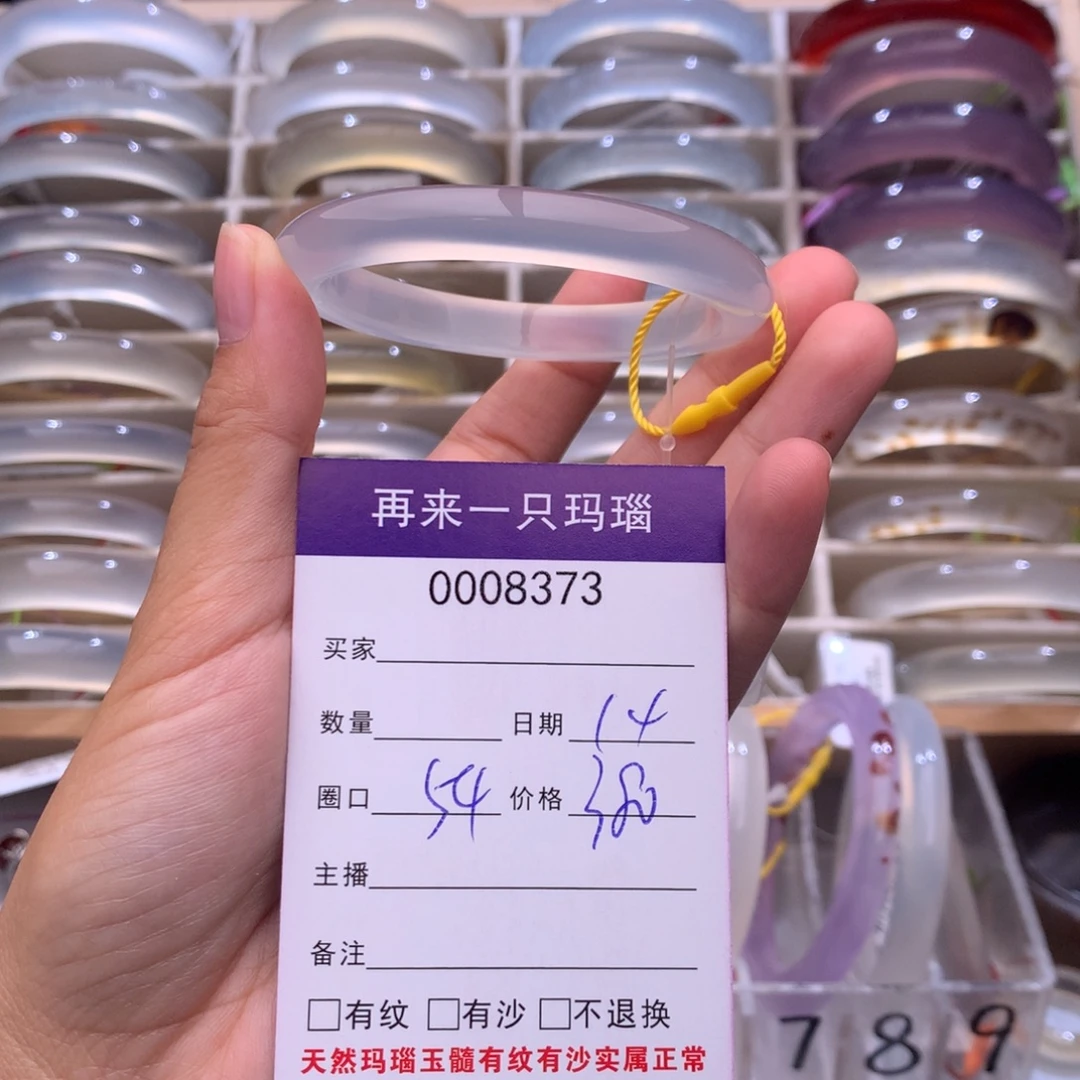 再来一只玛瑙
0008373
买家
数量 日期 14
圈口 54 价格 380
主播
备注
□有纹 □有沙 □不退换
天然玛瑙玉髓有纹有沙实属正常
7 8 9